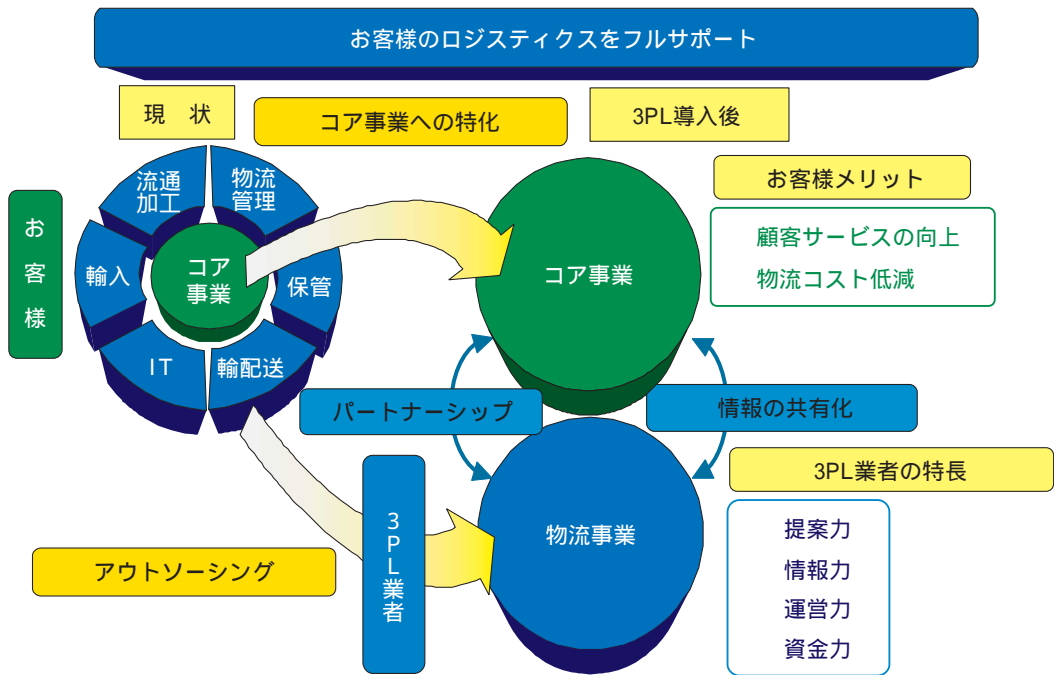 お客様のロジスティクスをフルサポート
現　状
コア事業への特化
3PL導入後
お客様
流通
加工
物流
管理
輸入
コア
事業
保管
IT
輸配送
コア事業
お客様メリット
顧客サービスの向上
物流コスト低減
パートナーシップ
情報の共有化
3PL業者の特長
3PL業者
物流事業
アウトソーシング
提案力
情報力
運営力
資金力